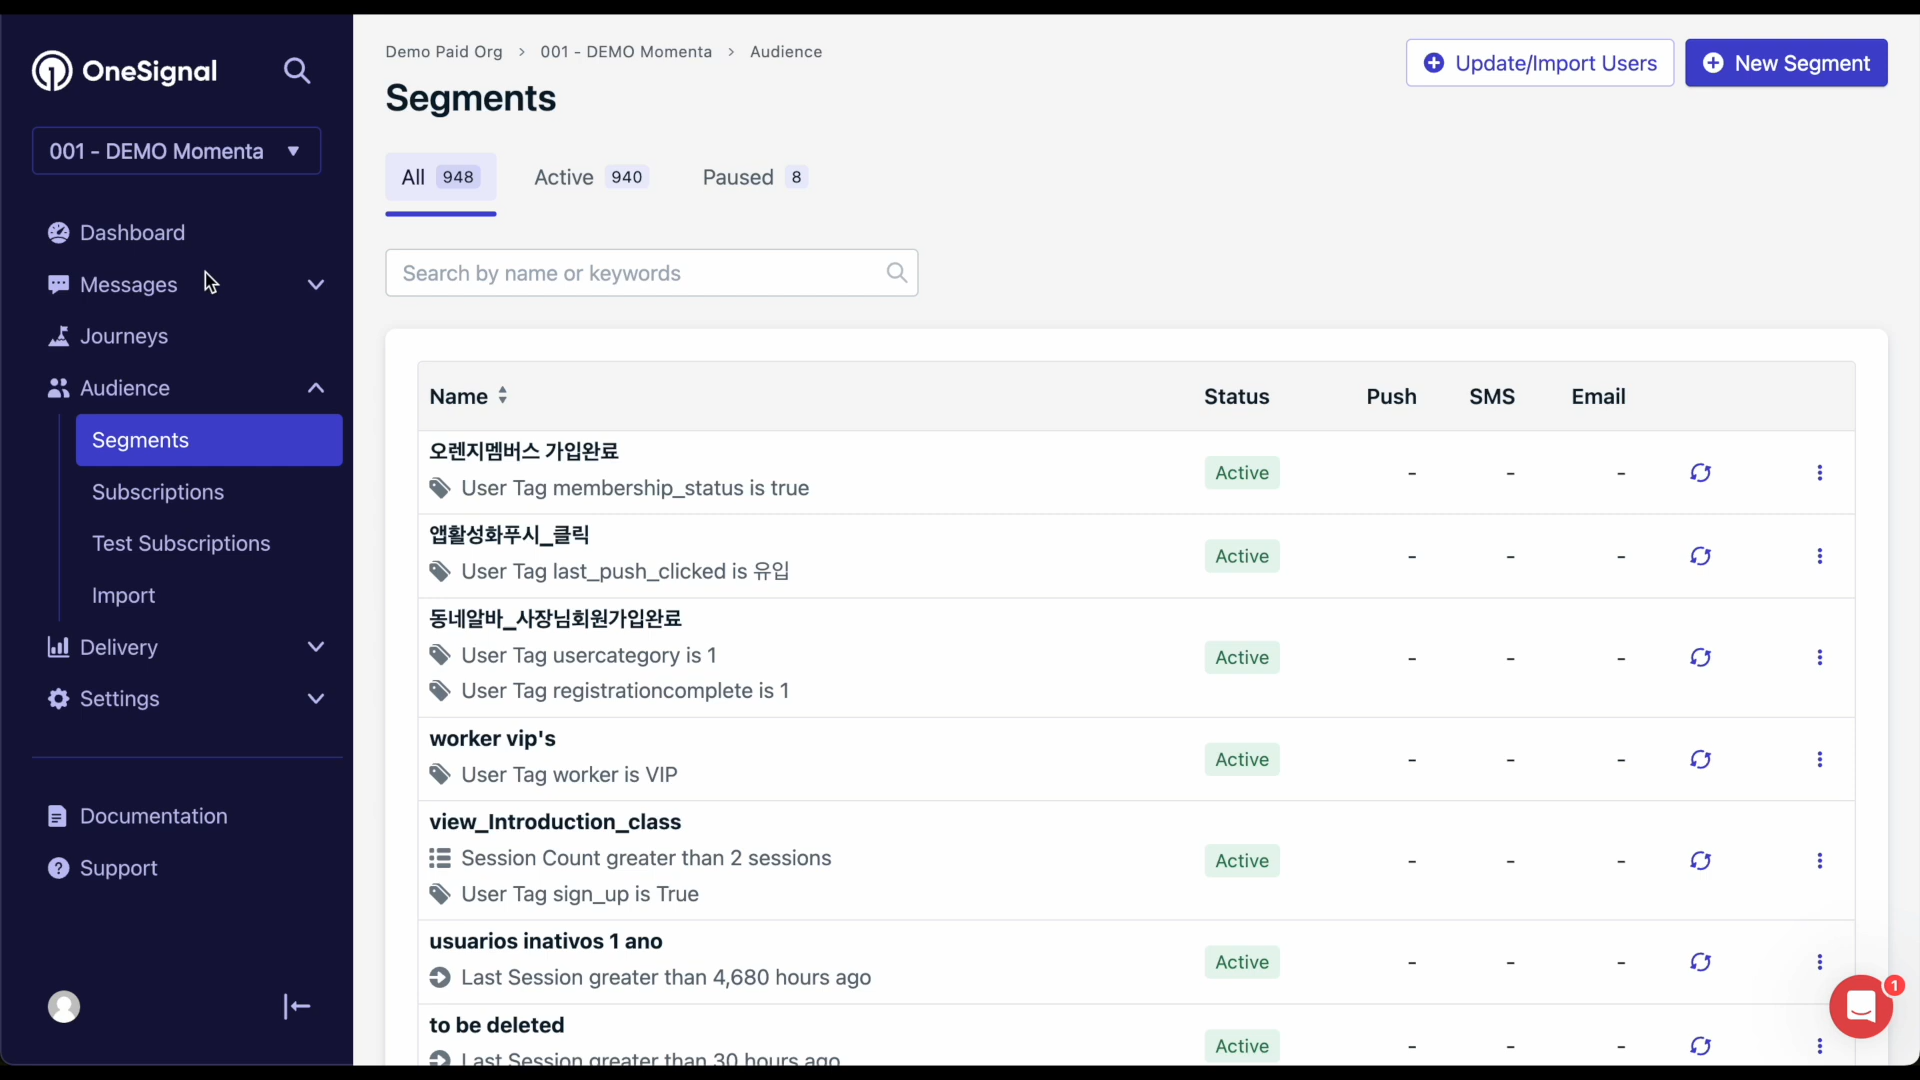 OneSignal
001 - DEMO Momenta
Dashboard
Messages
Journeys
Audience
Segments
Subscriptions
Test Subscriptions
Import
Delivery
Settings
Documentation
Support
Demo Paid Org > 001 - DEMO Momenta > Audience
Segments
Update/Import Users
New Segment
All 948
Active 940
Paused 8
Search by name or keywords
Name Status Push SMS Email
오렌지멤버스 가입완료
User Tag membership_status is true
Active - - -
앱활성화푸시_클릭
User Tag last_push_clicked is 유입
Active - - -
동네알바_사장님회원가입완료
User Tag usercategory is 1
User Tag registrationcomplete is 1
Active - - -
worker vip's
User Tag worker is VIP
Active - - -
view_Introduction_class
Session Count greater than 2 sessions
User Tag sign_up is True
Active - - -
usuarios inativos 1 ano
Last Session greater than 4,680 hours ago
Active - - -
to be deleted
Last Session greater than 30 hours ago
Active - - -
1